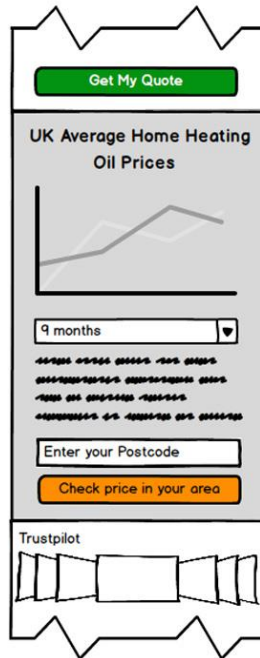 Get My Quote
UK Average Home Heating
Oil Prices
9 months
Enter your Postcode
Check price in your area
Trustpilot